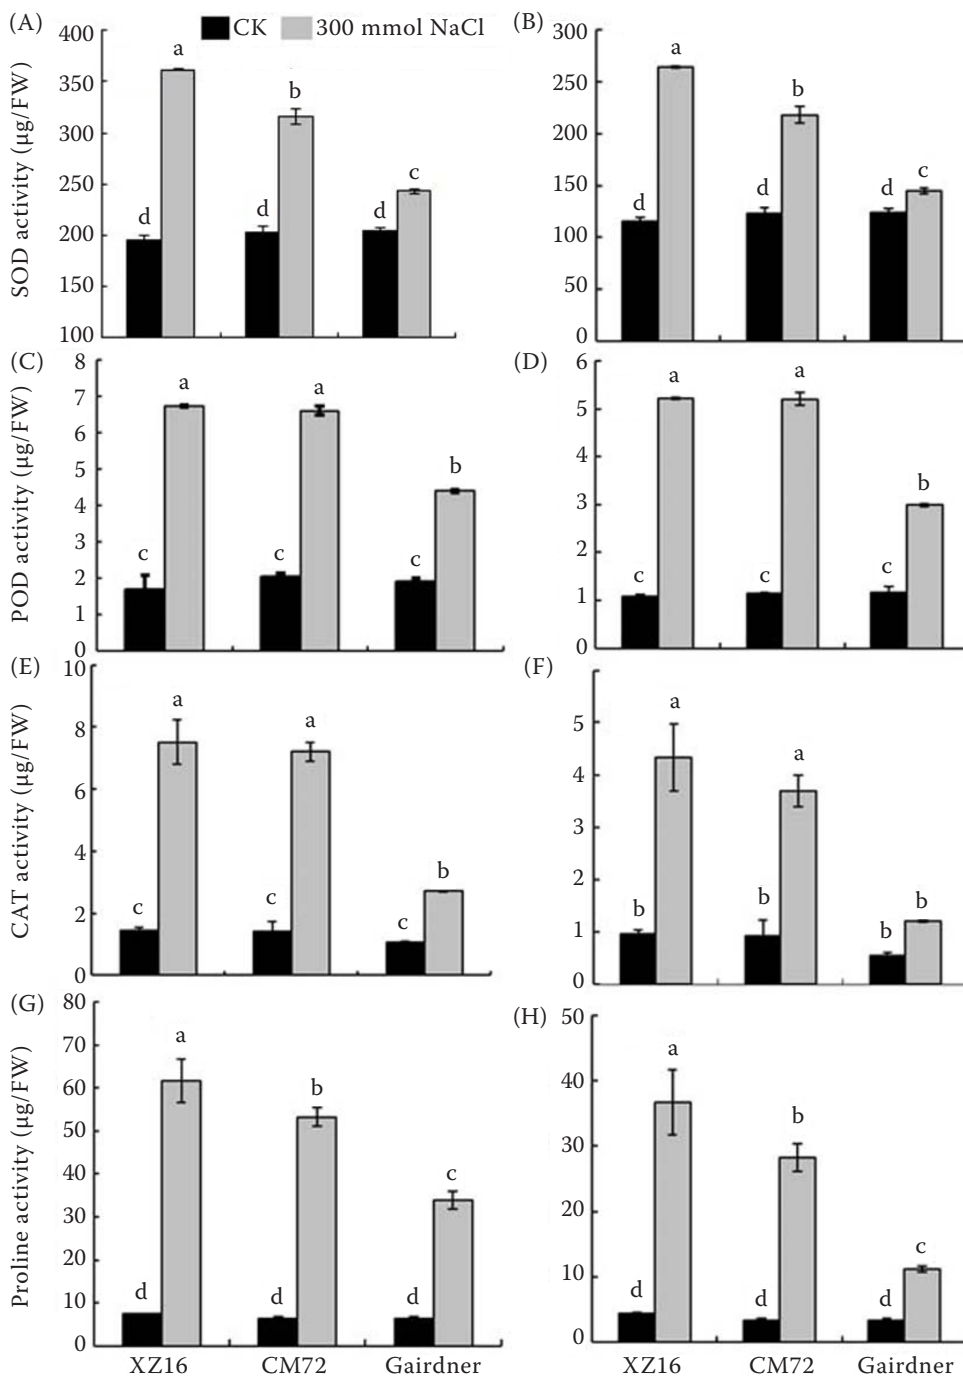 (A) CK 300 mmol NaCl
400
350
300
250
200
150
100
SOD activity (µg/FW)
a
b
c
d
d
d
(B)
300
250
200
150
100
50
0
a
b
c
d
d
d
(C)
8
7
6
5
4
3
2
1
0
POD activity (µg/FW)
a
a
b
c
c
c
(D)
6
5
4
3
2
1
0
a
a
b
c
c
c
(E)
10
8
6
4
2
0
CAT activity (µg/FW)
a
a
b
c
c
c
(F)
5
4
3
2
1
0
a
a
b
b
b
b
(G)
80
70
60
50
40
30
20
10
0
Proline activity (µg/FW)
a
b
c
d
d
d
XZ16 CM72 Gairdner
(H)
50
40
30
20
10
0
a
b
c
d
d
d
XZ16 CM72 Gairdner